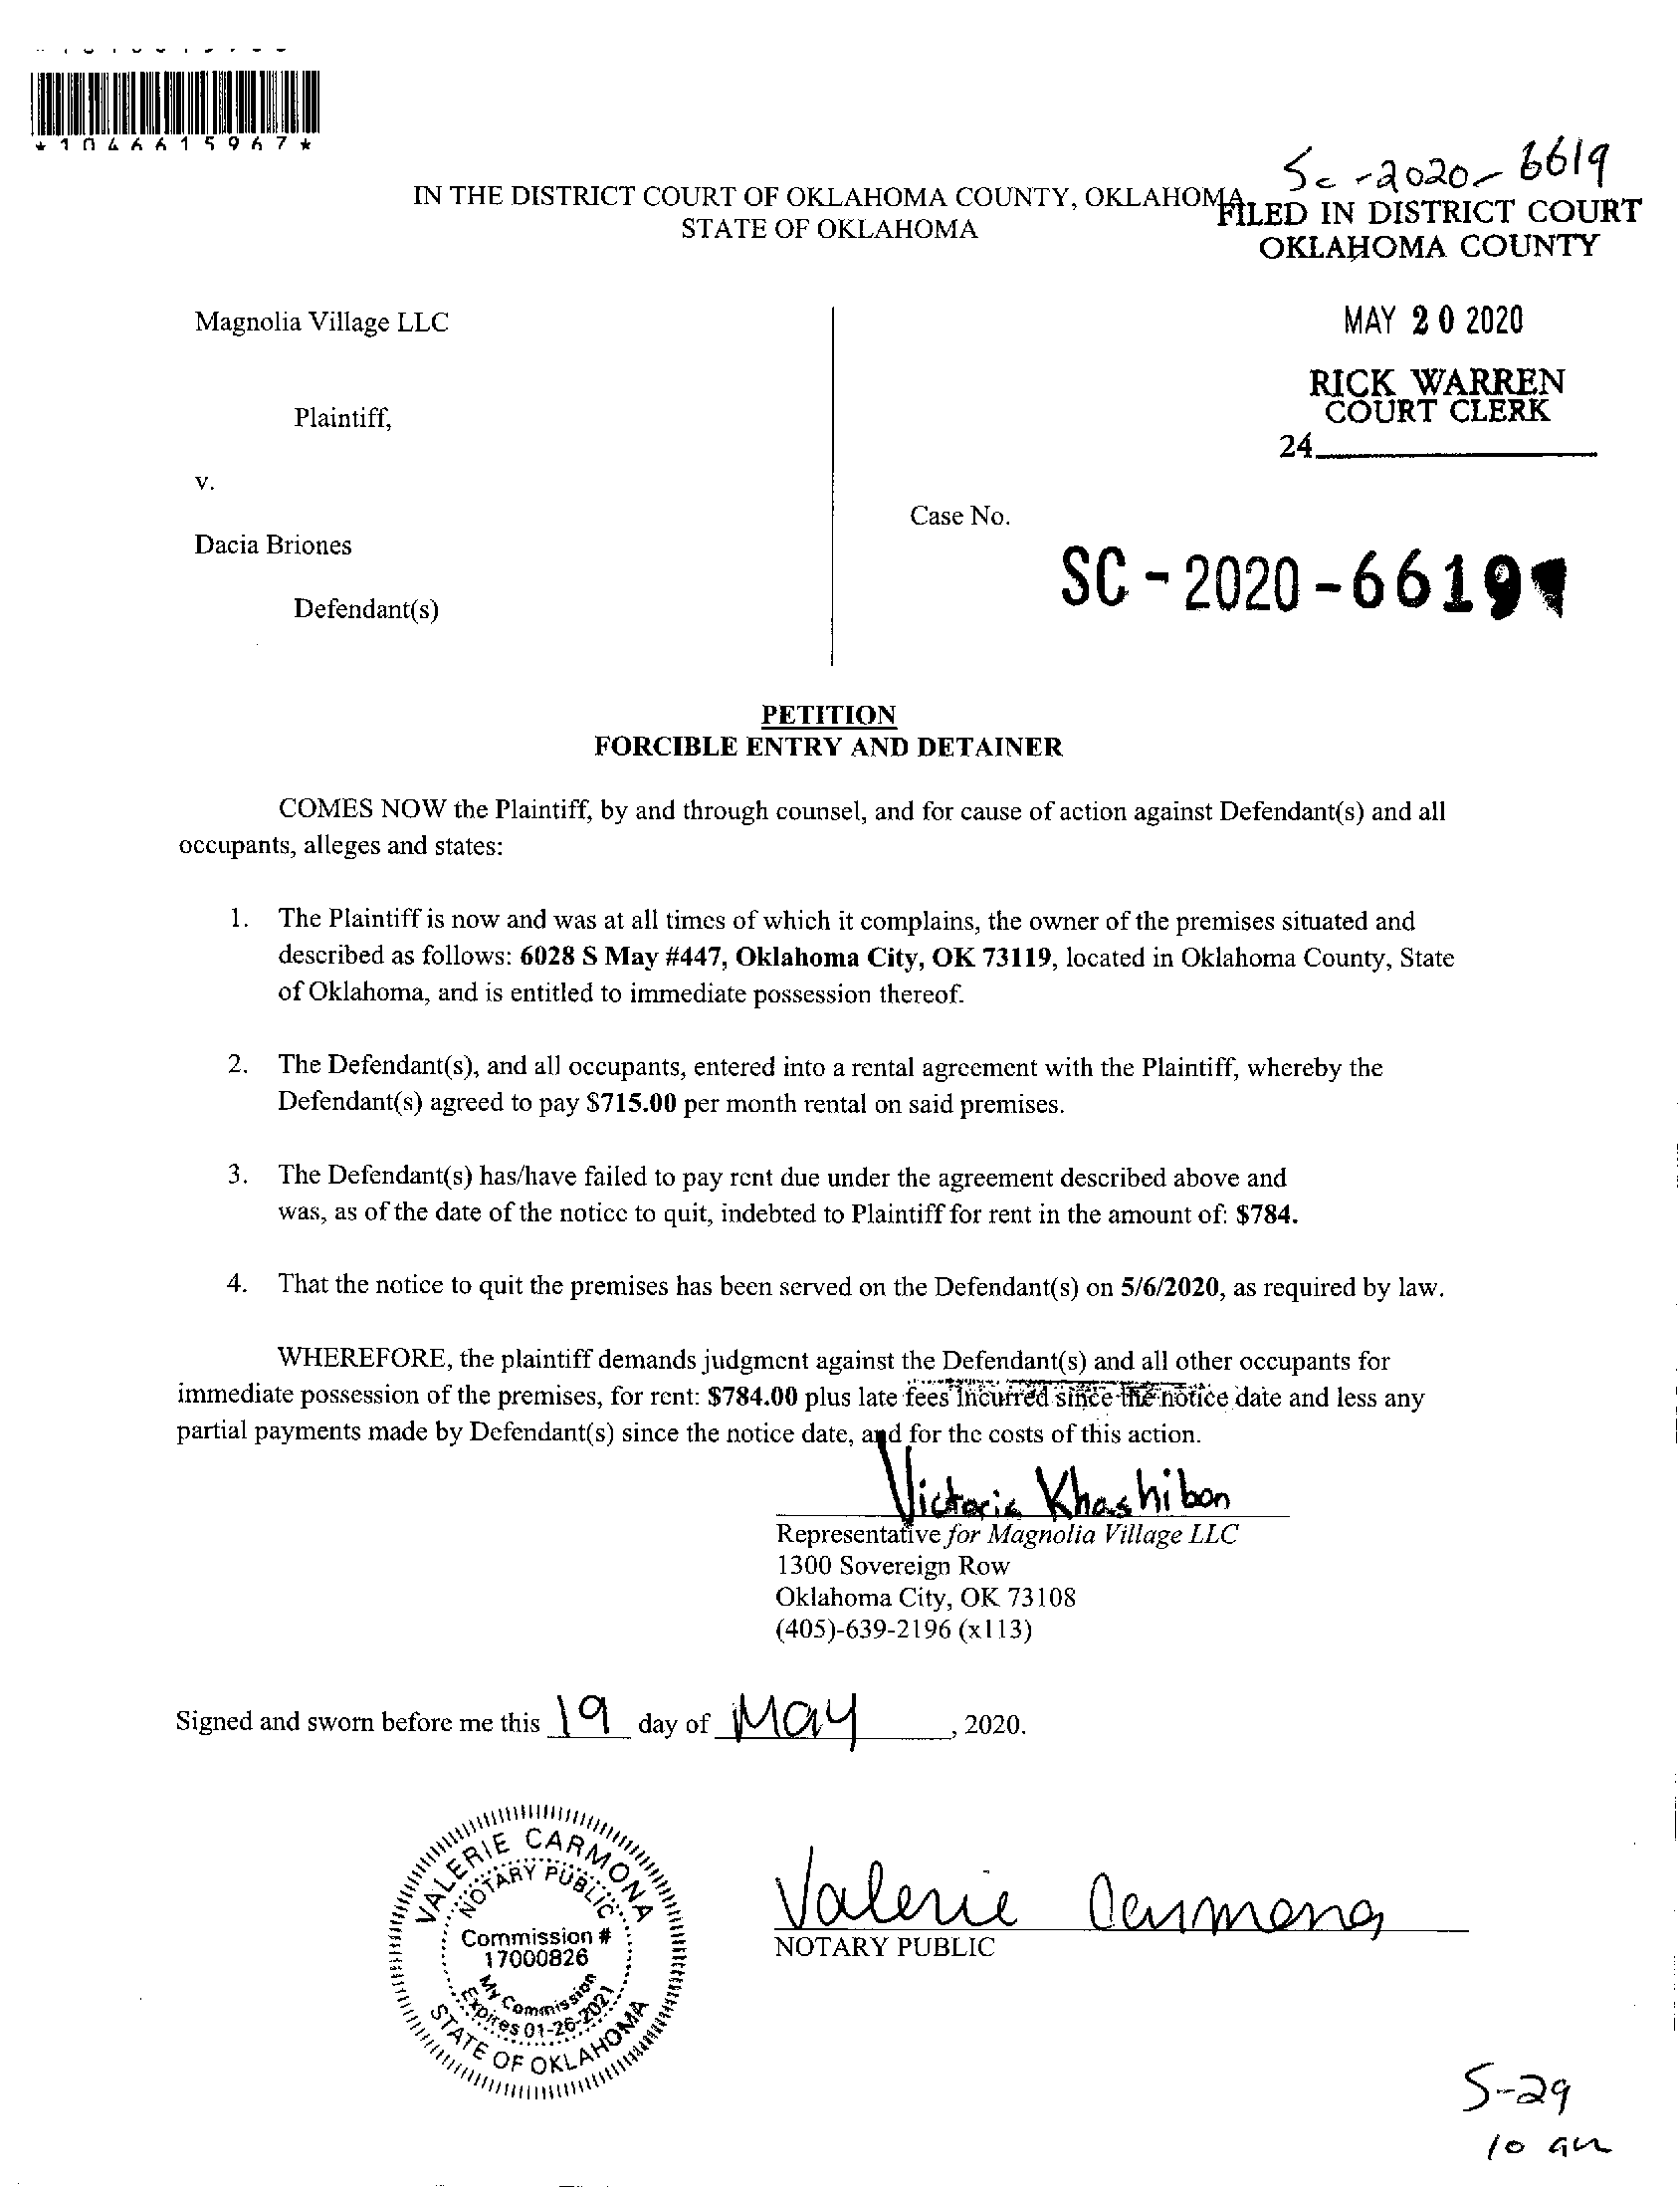 *1046615967*
Sc-2020-6619
IN THE DISTRICT COURT OF OKLAHOMA COUNTY, OKLAHOMA
STATE OF OKLAHOMA
FILED IN DISTRICT COURT
OKLAHOMA COUNTY
MAY 20 2020
RICK WARREN
COURT CLERK
24
Magnolia Village LLC
Plaintiff,
v.
Dacia Briones
Defendant(s)
Case No.
SC-2020-6619
PETITION
FORCIBLE ENTRY AND DETAINER
COMES NOW the Plaintiff, by and through counsel, and for cause of action against Defendant(s) and all
occupants, alleges and states:
1. The Plaintiff is now and was at all times of which it complains, the owner of the premises situated and
described as follows: 6028 S May #447, Oklahoma City, OK 73119, located in Oklahoma County, State
of Oklahoma, and is entitled to immediate possession thereof.
2. The Defendant(s), and all occupants, entered into a rental agreement with the Plaintiff, whereby the
Defendant(s) agreed to pay $715.00 per month rental on said premises.
3. The Defendant(s) has/have failed to pay rent due under the agreement described above and
was, as of the date of the notice to quit, indebted to Plaintiff for rent in the amount of: $784.
4. That the notice to quit the premises has been served on the Defendant(s) on 5/6/2020, as required by law.
WHEREFORE, the plaintiff demands judgment against the Defendant(s) and all other occupants for
immediate possession of the premises, for rent: $784.00 plus late fees incurred since the notice date and less any
partial payments made by Defendant(s) since the notice date, and for the costs of this action.
Victoria Khashibon
Representative for Magnolia Village LLC
1300 Sovereign Row
Oklahoma City, OK 73108
(405)-639-2196 (x113)
Signed and sworn before me this 19 day of May, 2020.
VALERIE CARMONA
NOTARY PUBLIC
Commission #
17000826
My Commission
Expires 01-26-2021
STATE OF OKLAHOMA
Valerie Carmona
NOTARY PUBLIC
5-29
10 am